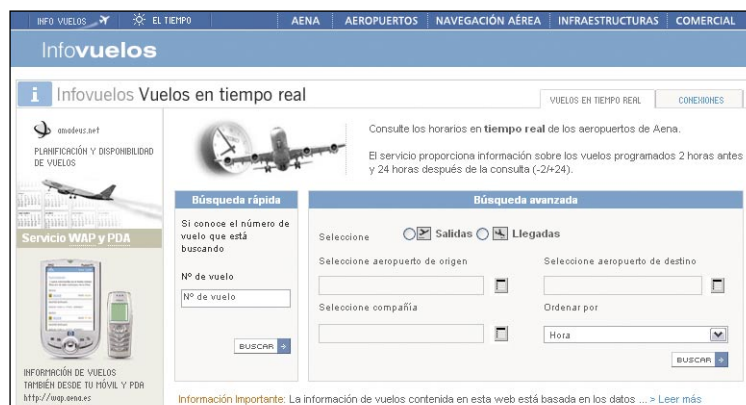 INFO VUELOS EL TIEMPO AENA AEROPUERTOS NAVEGACIÓN AÉREA INFRAESTRUCTURAS COMERCIAL
Infovuelos
i Infovuelos Vuelos en tiempo real
VUELOS EN TIEMPO REAL CONEXIONES
amadeus.net
PLANIFICACIÓN Y DISPONIBILIDAD
DE VUELOS
Servicio WAP y PDA
INFORMACIÓN DE VUELOS
TAMBIÉN DESDE TU MÓVIL Y PDA
http://wap.aena.es
Consulte los horarios en tiempo real de los aeropuertos de Aena.
El servicio proporciona información sobre los vuelos programados 2 horas antes
y 24 horas después de la consulta (-2/+24).
Búsqueda rápida
Si conoce el número de
vuelo que está
buscando
Nº de vuelo
Nº de vuelo
BUSCAR
Búsqueda avanzada
Seleccione Salidas Llegadas
Seleccione aeropuerto de origen Seleccione aeropuerto de destino
Seleccione compañía Ordenar por
Hora
BUSCAR
Información Importante: La información de vuelos contenida en esta web está basada en los datos ... > Leer más